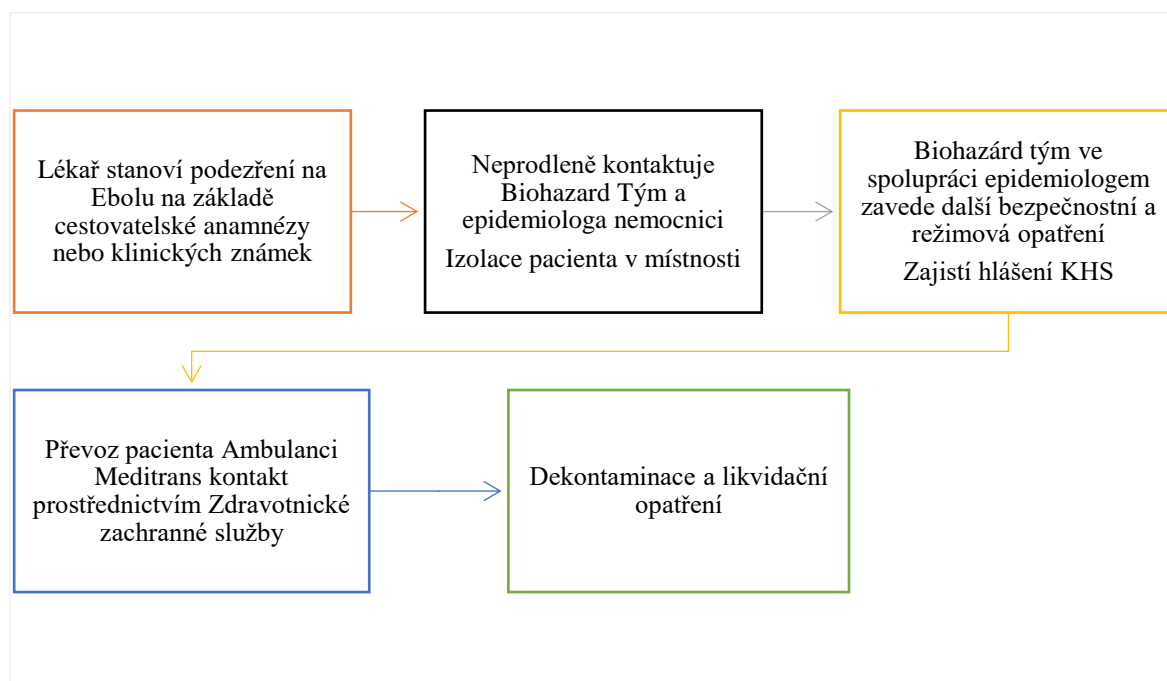 Lékař stanoví podezření na
Ebolu na základě
cestovatelské anamnézy
nebo klinických známek
Neprodleně kontaktuje
Biohazard Tým a
epidemiologa nemocnici
Izolace pacienta v místnosti
Biohazárd tým ve
spolupráci epidemiologem
zavede další bezpečnostní a
režimová opatření
Zajistí hlášení KHS
Převoz pacienta Ambulanci
Meditrans kontakt
prostřednictvím Zdravotnické
zachranné služby
Dekontaminace a likvidační
opatření